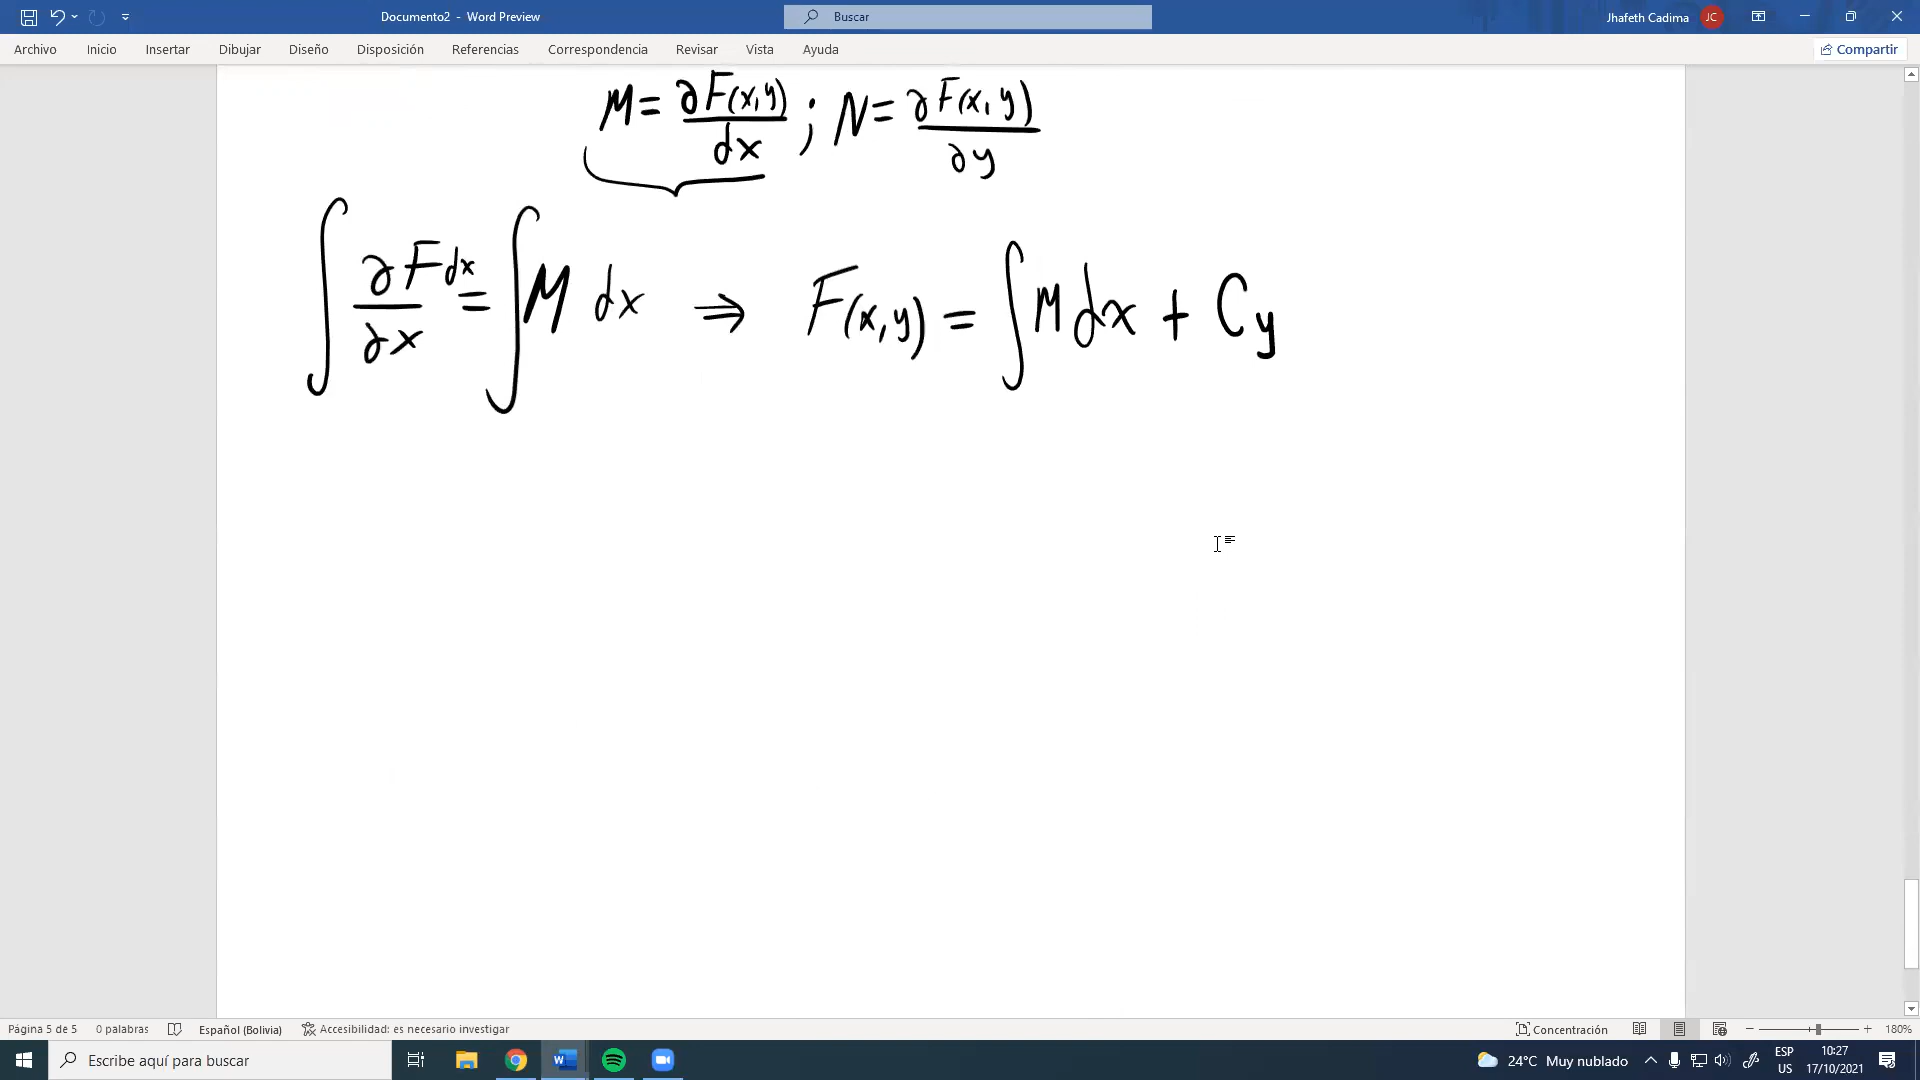 Documento2 - Word Preview
Buscar
Jhafeth Cadima JC
Archivo Inicio Insertar Dibujar Diseño Disposición Referencias Correspondencia Revisar Vista Ayuda Compartir
M = ∂F(x,y)/dx ; N = ∂F(x,y)/∂y
∫ ∂F/∂x dx = ∫ M dx ⇒ F(x,y) = ∫ M dx + Cy
Página 5 de 5 0 palabras Español (Bolivia) Accesibilidad: es necesario investigar Concentración 180%
Escribe aquí para buscar 24°C Muy nublado ESP 10:27
US 17/10/2021